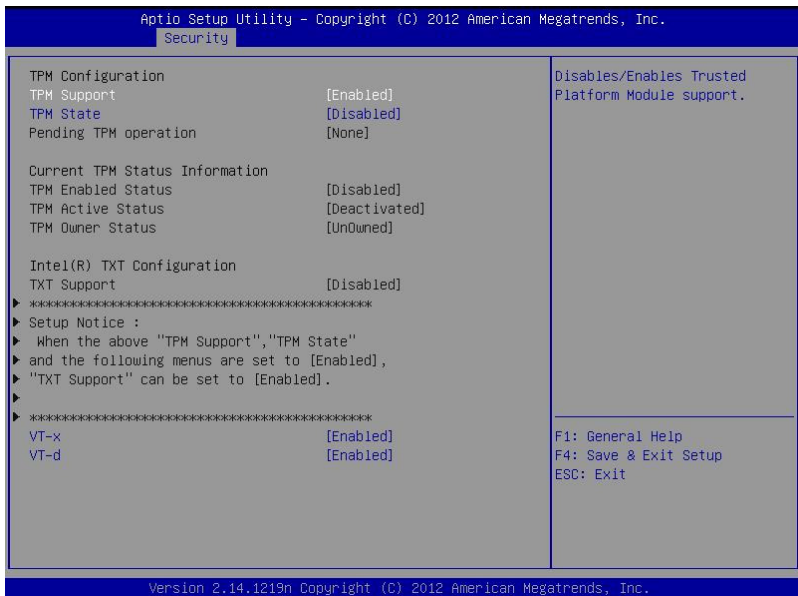 Aptio Setup Utility – Copyright (C) 2012 American Megatrends, Inc.
Security
TPM Configuration
TPM Support [Enabled]
TPM State [Disabled]
Pending TPM operation [None]
Current TPM Status Information
TPM Enabled Status [Disabled]
TPM Active Status [Deactivated]
TPM Owner Status [UnOwned]
Intel(R) TXT Configuration
TXT Support [Disabled]
*********************************************
Setup Notice :
When the above "TPM Support","TPM State"
and the following menus are set to [Enabled],
"TXT Support" can be set to [Enabled].
*********************************************
VT-x [Enabled]
VT-d [Enabled]
Disables/Enables Trusted
Platform Module support.
F1: General Help
F4: Save & Exit Setup
ESC: Exit
Version 2.14.1219n Copyright (C) 2012 American Megatrends, Inc.